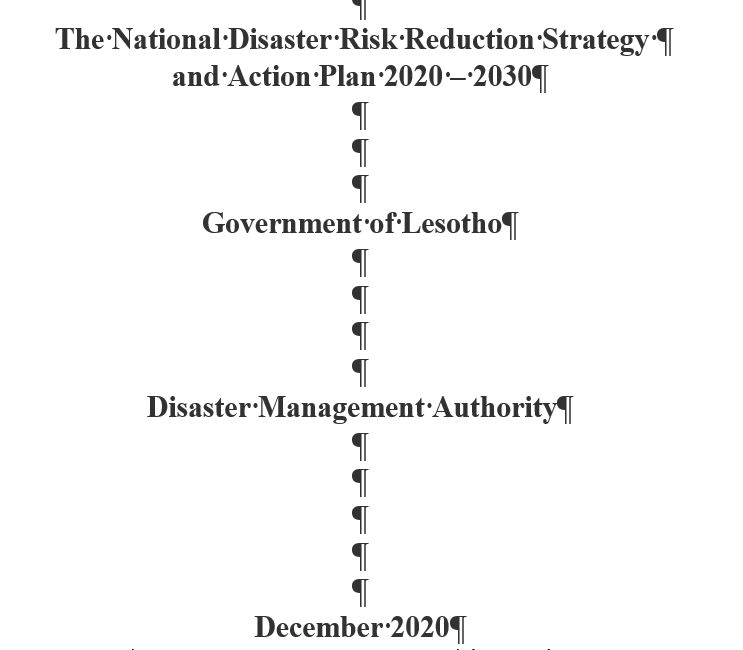 The National Disaster Risk Reduction Strategy
and Action Plan 2020 – 2030
Government of Lesotho
Disaster Management Authority
December 2020